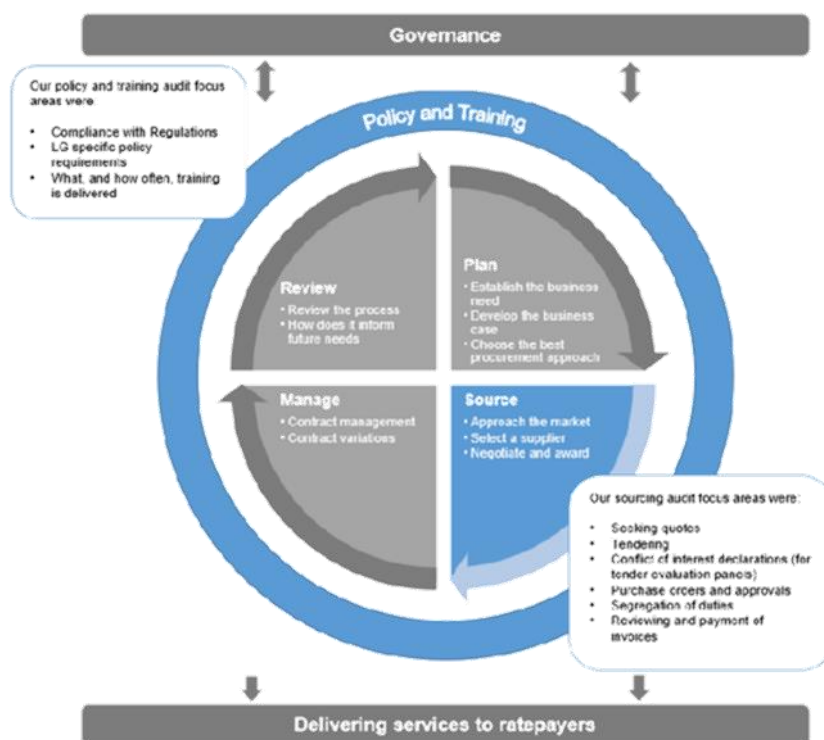 Governance
Our policy and training audit focus
areas were:
• Compliance with Regulations
• LG specific policy
requirements
• What, and how often, training
is delivered
Policy and Training
Review
• Review the process
• How does it inform
future needs
Plan
• Establish the business
need
• Develop the business
case
• Choose the best
procurement approach
Manage
• Contract management
• Contract variations
Source
• Approach the market
• Select a supplier
• Negotiate and award
Our sourcing audit focus areas were:
• Seeking quotes
• Tendering
• Conflict of interest declarations (for
tender evaluation panels)
• Purchase orders and approvals
• Segregation of duties
• Reviewing and payment of
invoices
Delivering services to ratepayers